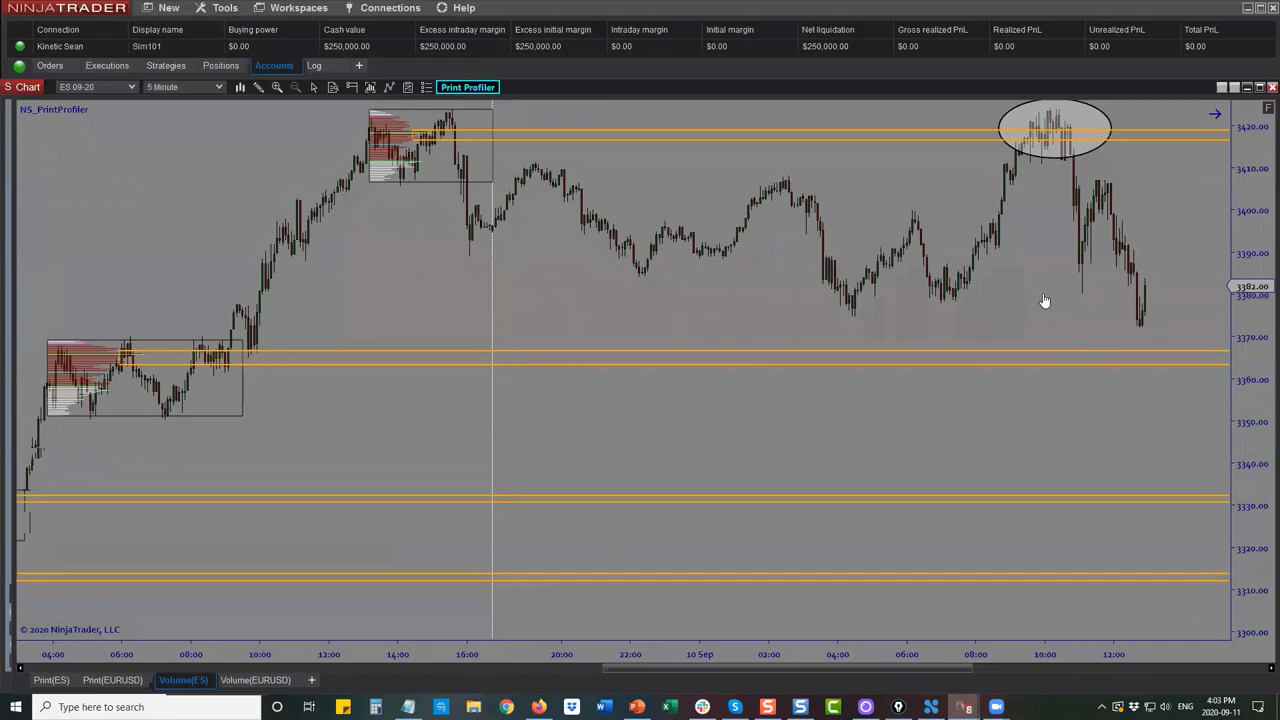 NINJATRADER New Tools Workspaces Connections Help
Connection Display name Buying power Cash value Excess intraday margin Excess initial margin Intraday margin Initial margin Net liquidation Gross realized PnL Realized PnL Unrealized PnL Total PnL
Kinetic Sean Sim101 $0.00 $250,000.00 $250,000.00 $250,000.00 $0.00 $0.00 $250,000.00 $0.00 $0.00 $0.00 $0.00
Orders Executions Strategies Positions Accounts Log +
S Chart ES 09-20 5 Minute Print Profiler
NS_PrintProfiler
F
3420.00
3410.00
3400.00
3390.00
3382.00
3380.00
3370.00
3360.00
3350.00
3340.00
3330.00
3320.00
3310.00
3300.00
© 2020 NinjaTrader, LLC
04:00 06:00 08:00 10:00 12:00 14:00 16:00 20:00 22:00 10 Sep 02:00 04:00 06:00 08:00 10:00 12:00
Print(ES) Print(EURUSD) Volume(ES) Volume(EURUSD) +
Type here to search
ENG
4:03 PM
2020-09-11